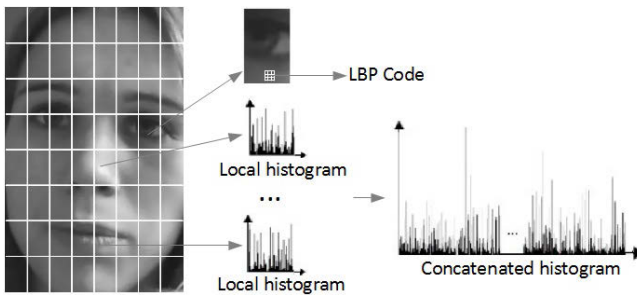 LBP Code
Local histogram
...
Local histogram
...
Concatenated histogram